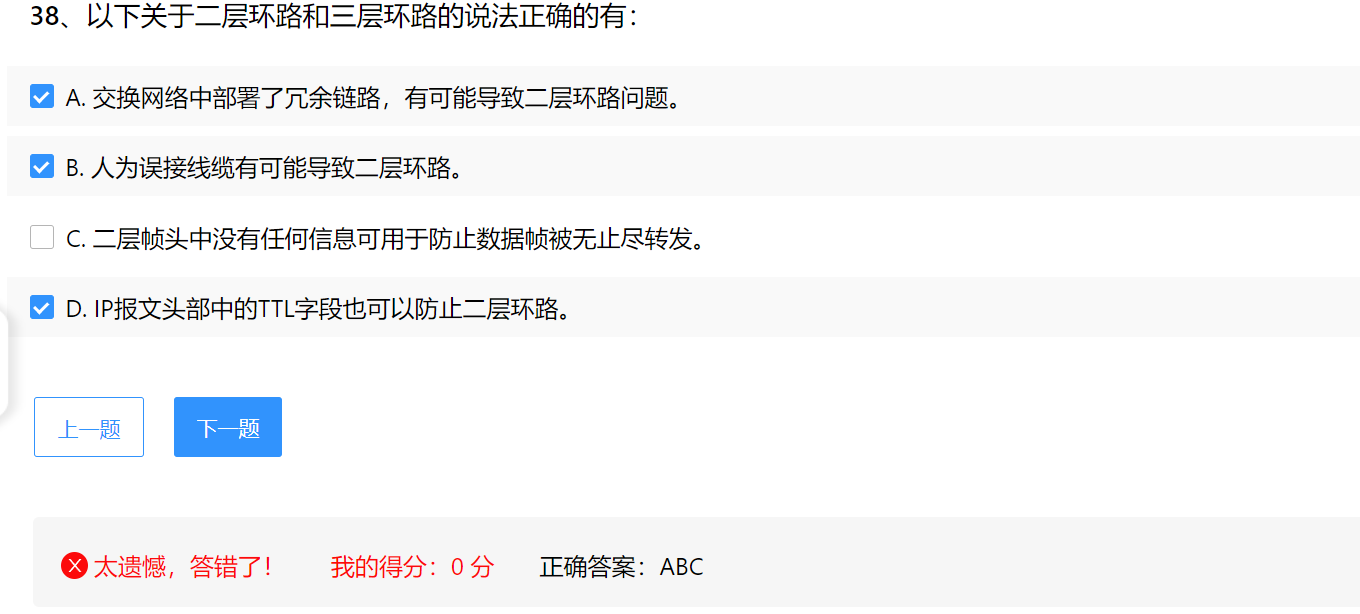 38、以下关于二层环路和三层环路的说法正确的有：
A. 交换网络中部署了冗余链路，有可能导致二层环路问题。
B. 人为误接线缆有可能导致二层环路。
C. 二层帧头中没有任何信息可用于防止数据帧被无止尽转发。
D. IP报文头部中的TTL字段也可以防止二层环路。
上一题 下一题
太遗憾，答错了！ 我的得分：0 分 正确答案：ABC